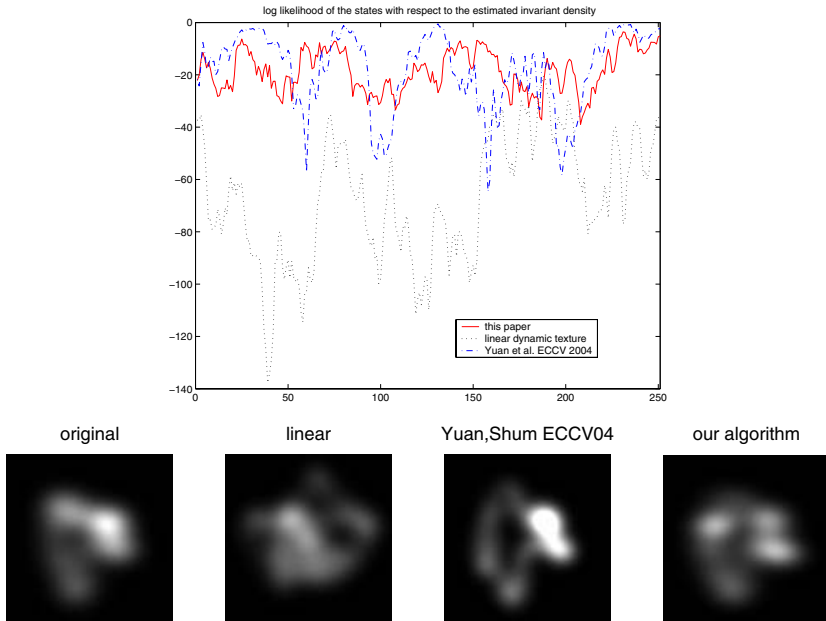 log likelihood of the states with respect to the estimated invariant density
0
−20
−40
−60
−80
−100
−120
−140
0 50 100 150 200 250
this paper
linear dynamic texture
Yuan et al. ECCV 2004
original linear Yuan,Shum ECCV04 our algorithm